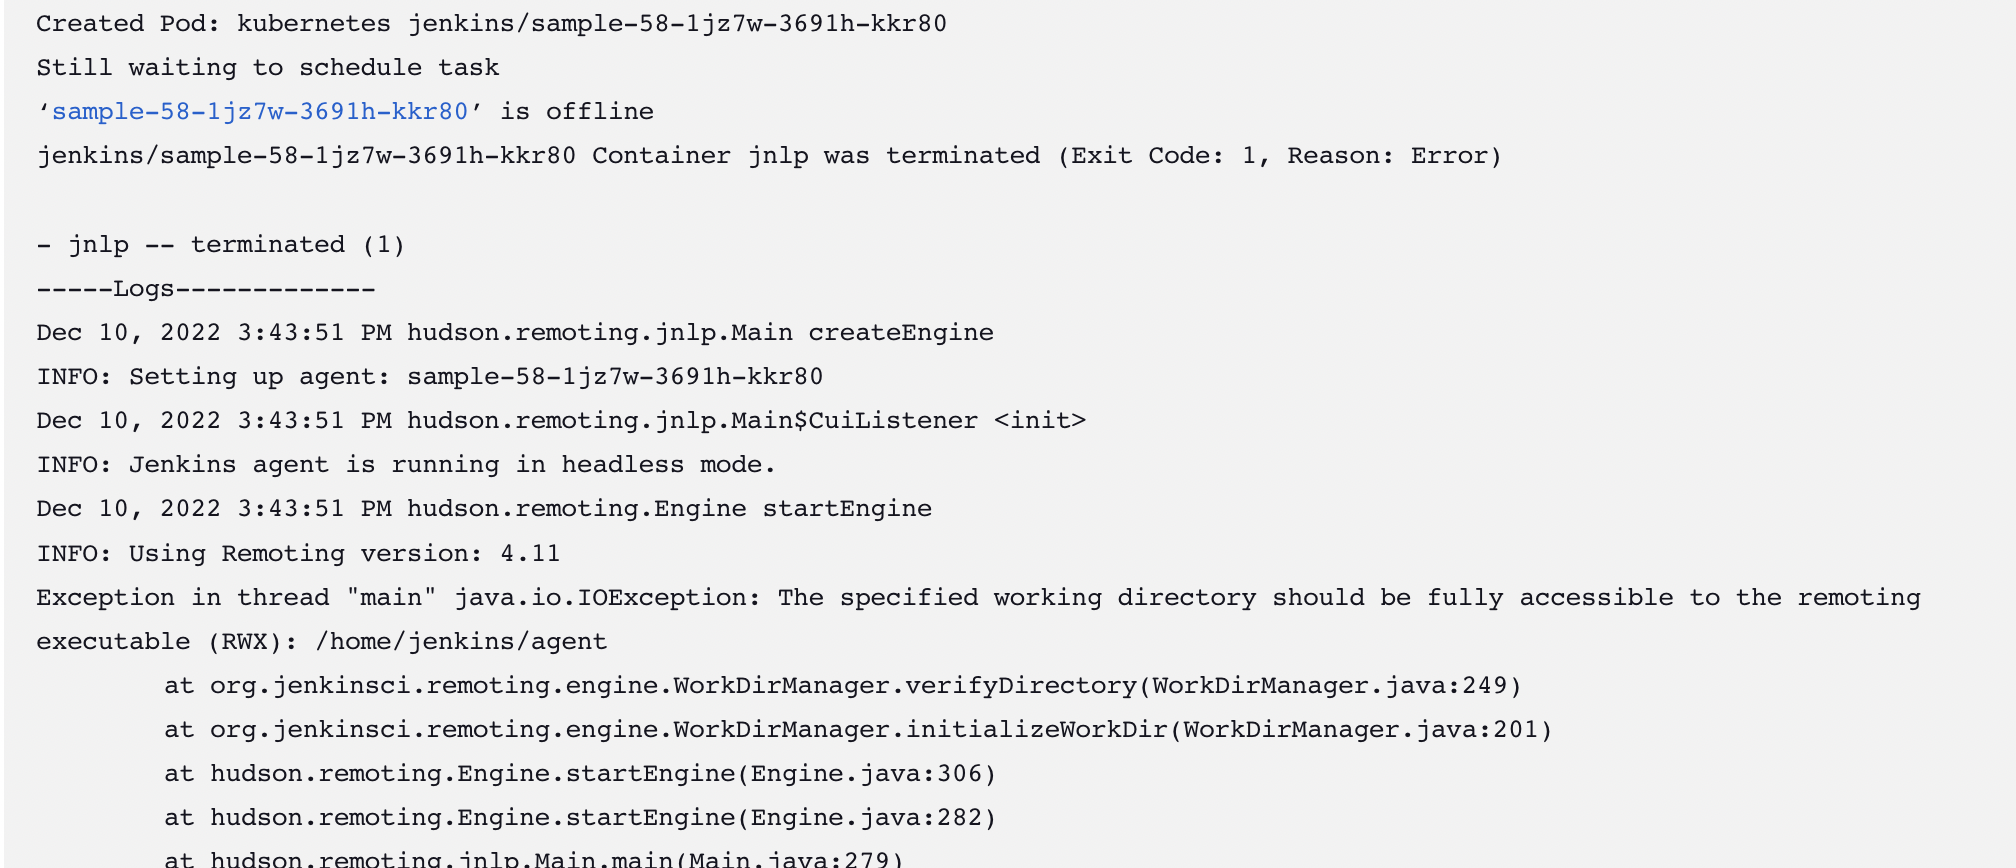 Created Pod: kubernetes jenkins/sample-58-1jz7w-3691h-kkr80
Still waiting to schedule task
‘sample-58-1jz7w-3691h-kkr80’ is offline
jenkins/sample-58-1jz7w-3691h-kkr80 Container jnlp was terminated (Exit Code: 1, Reason: Error)
- jnlp -- terminated (1)
-----Logs-------------
Dec 10, 2022 3:43:51 PM hudson.remoting.jnlp.Main createEngine
INFO: Setting up agent: sample-58-1jz7w-3691h-kkr80
Dec 10, 2022 3:43:51 PM hudson.remoting.jnlp.Main$CuiListener <init>
INFO: Jenkins agent is running in headless mode.
Dec 10, 2022 3:43:51 PM hudson.remoting.Engine startEngine
INFO: Using Remoting version: 4.11
Exception in thread "main" java.io.IOException: The specified working directory should be fully accessible to the remoting
executable (RWX): /home/jenkins/agent
at org.jenkinsci.remoting.engine.WorkDirManager.verifyDirectory(WorkDirManager.java:249)
at org.jenkinsci.remoting.engine.WorkDirManager.initializeWorkDir(WorkDirManager.java:201)
at hudson.remoting.Engine.startEngine(Engine.java:306)
at hudson.remoting.Engine.startEngine(Engine.java:282)
at hudson.remoting.jnlp.Main.main(Main.java:279)